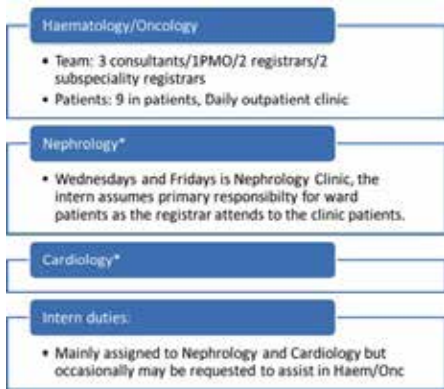 Haematology/Oncology
• Team: 3 consultants/1PMO/2 registrars/2
subspeciality registrars
• Patients: 9 in patients, Daily outpatient clinic
Nephrology*
• Wednesdays and Fridays is Nephrology Clinic, the
intern assumes primary responsibilty for ward
patients as the registrar attends to the clinic patients.
Cardiology*
Intern duties:
• Mainly assigned to Nephrology and Cardiology but
occasionally may be requested to assist in Haem/Onc